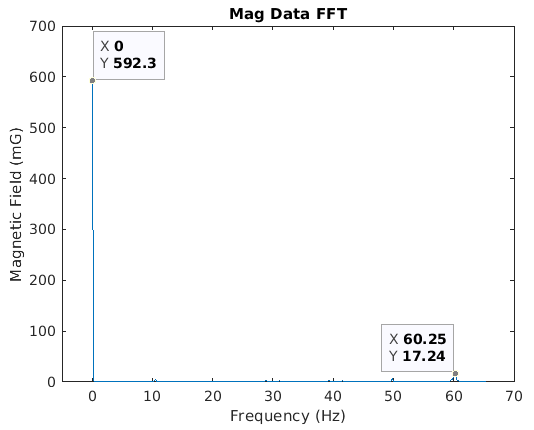 Mag Data FFT
700
600
500
400
300
200
100
0
Magnetic Field (mG)
X 0
Y 592.3
X 60.25
Y 17.24
0
10
20
30
40
50
60
70
Frequency (Hz)